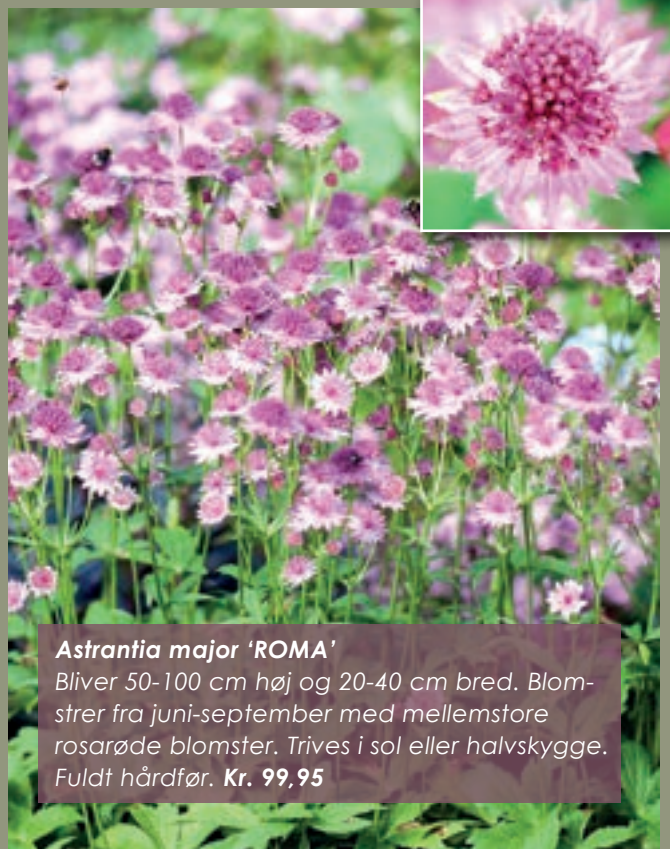 Astrantia major ‘ROMA’
Bliver 50-100 cm høj og 20-40 cm bred. Blom-
strer fra juni-september med mellemstore
rosarøde blomster. Trives i sol eller halvskygge.
Fuldt hårdfør. Kr. 99,95